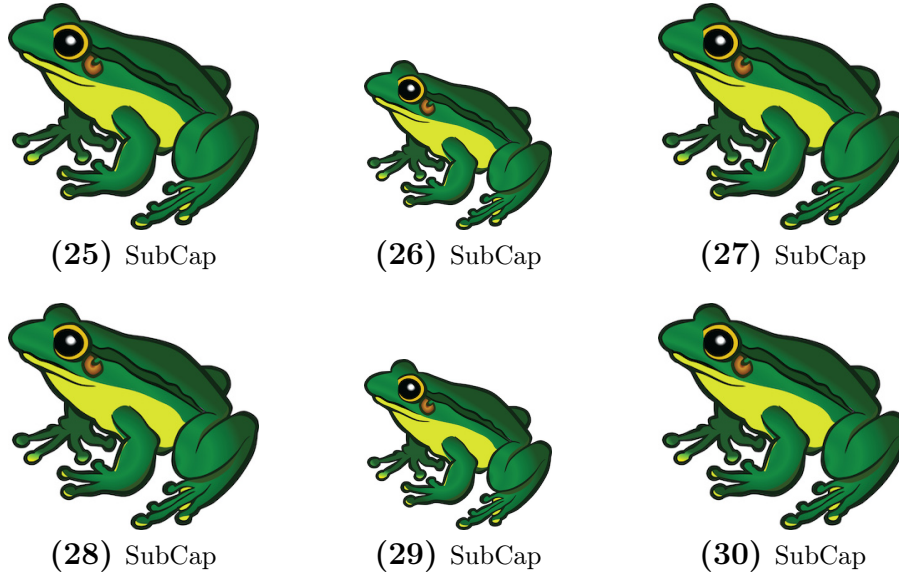 (25) SubCap
(26) SubCap
(27) SubCap
(28) SubCap
(29) SubCap
(30) SubCap